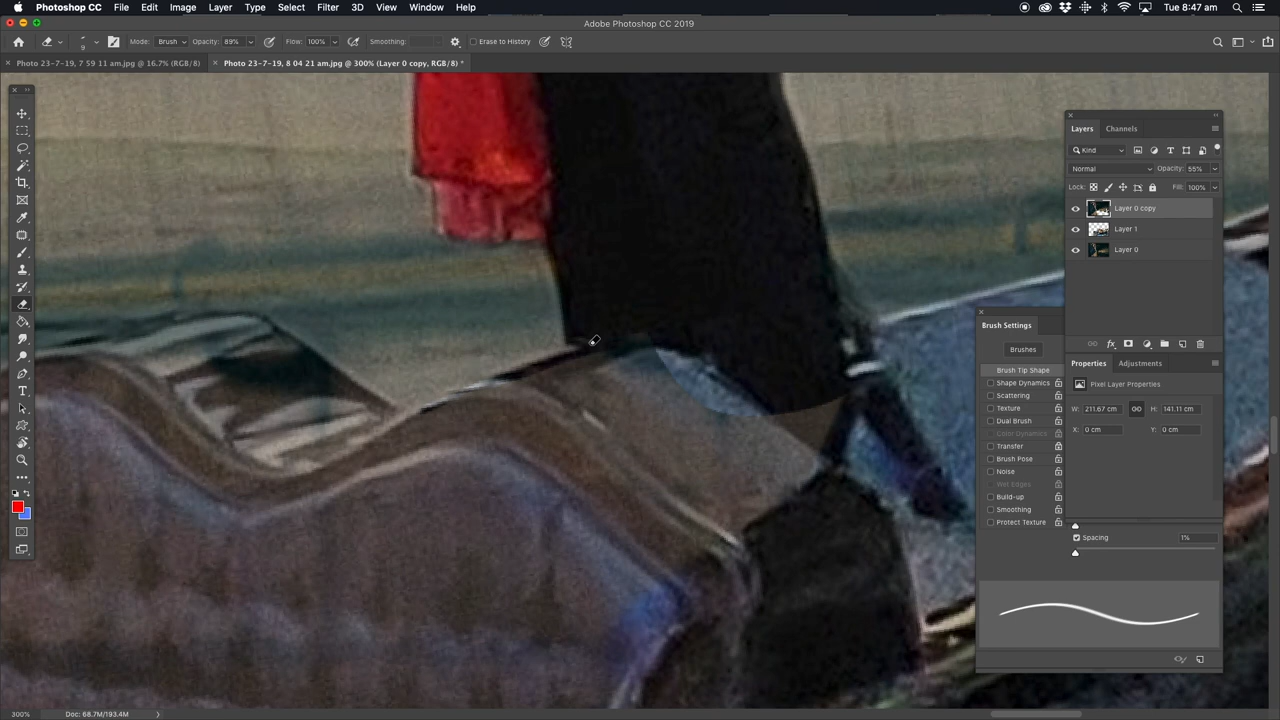 Photoshop CC File Edit Image Layer Type Select Filter 3D View Window Help Tue 8:47 am
Adobe Photoshop CC 2019
9 Mode: Brush Opacity: 89% Flow: 100% Smoothing: Erase to History
Photo 23-7-19, 7 59 11 am.jpg @ 16.7% (RGB/8) Photo 23-7-19, 8 04 21 am.jpg @ 300% (Layer 0 copy, RGB/8) *
Layers Channels
Kind
Normal Opacity: 55%
Lock: Fill: 100%
Layer 0 copy
Layer 1
Layer 0
Brush Settings
Brushes
Brush Tip Shape
Shape Dynamics
Scattering
Texture
Dual Brush
Color Dynamics
Transfer
Brush Pose
Noise
Wet Edges
Build-up
Smoothing
Protect Texture
Properties Adjustments
Pixel Layer Properties
W: 211.67 cm H: 141.11 cm
X: 0 cm Y: 0 cm
Spacing 1%
300% Doc: 68.7M/193.4M